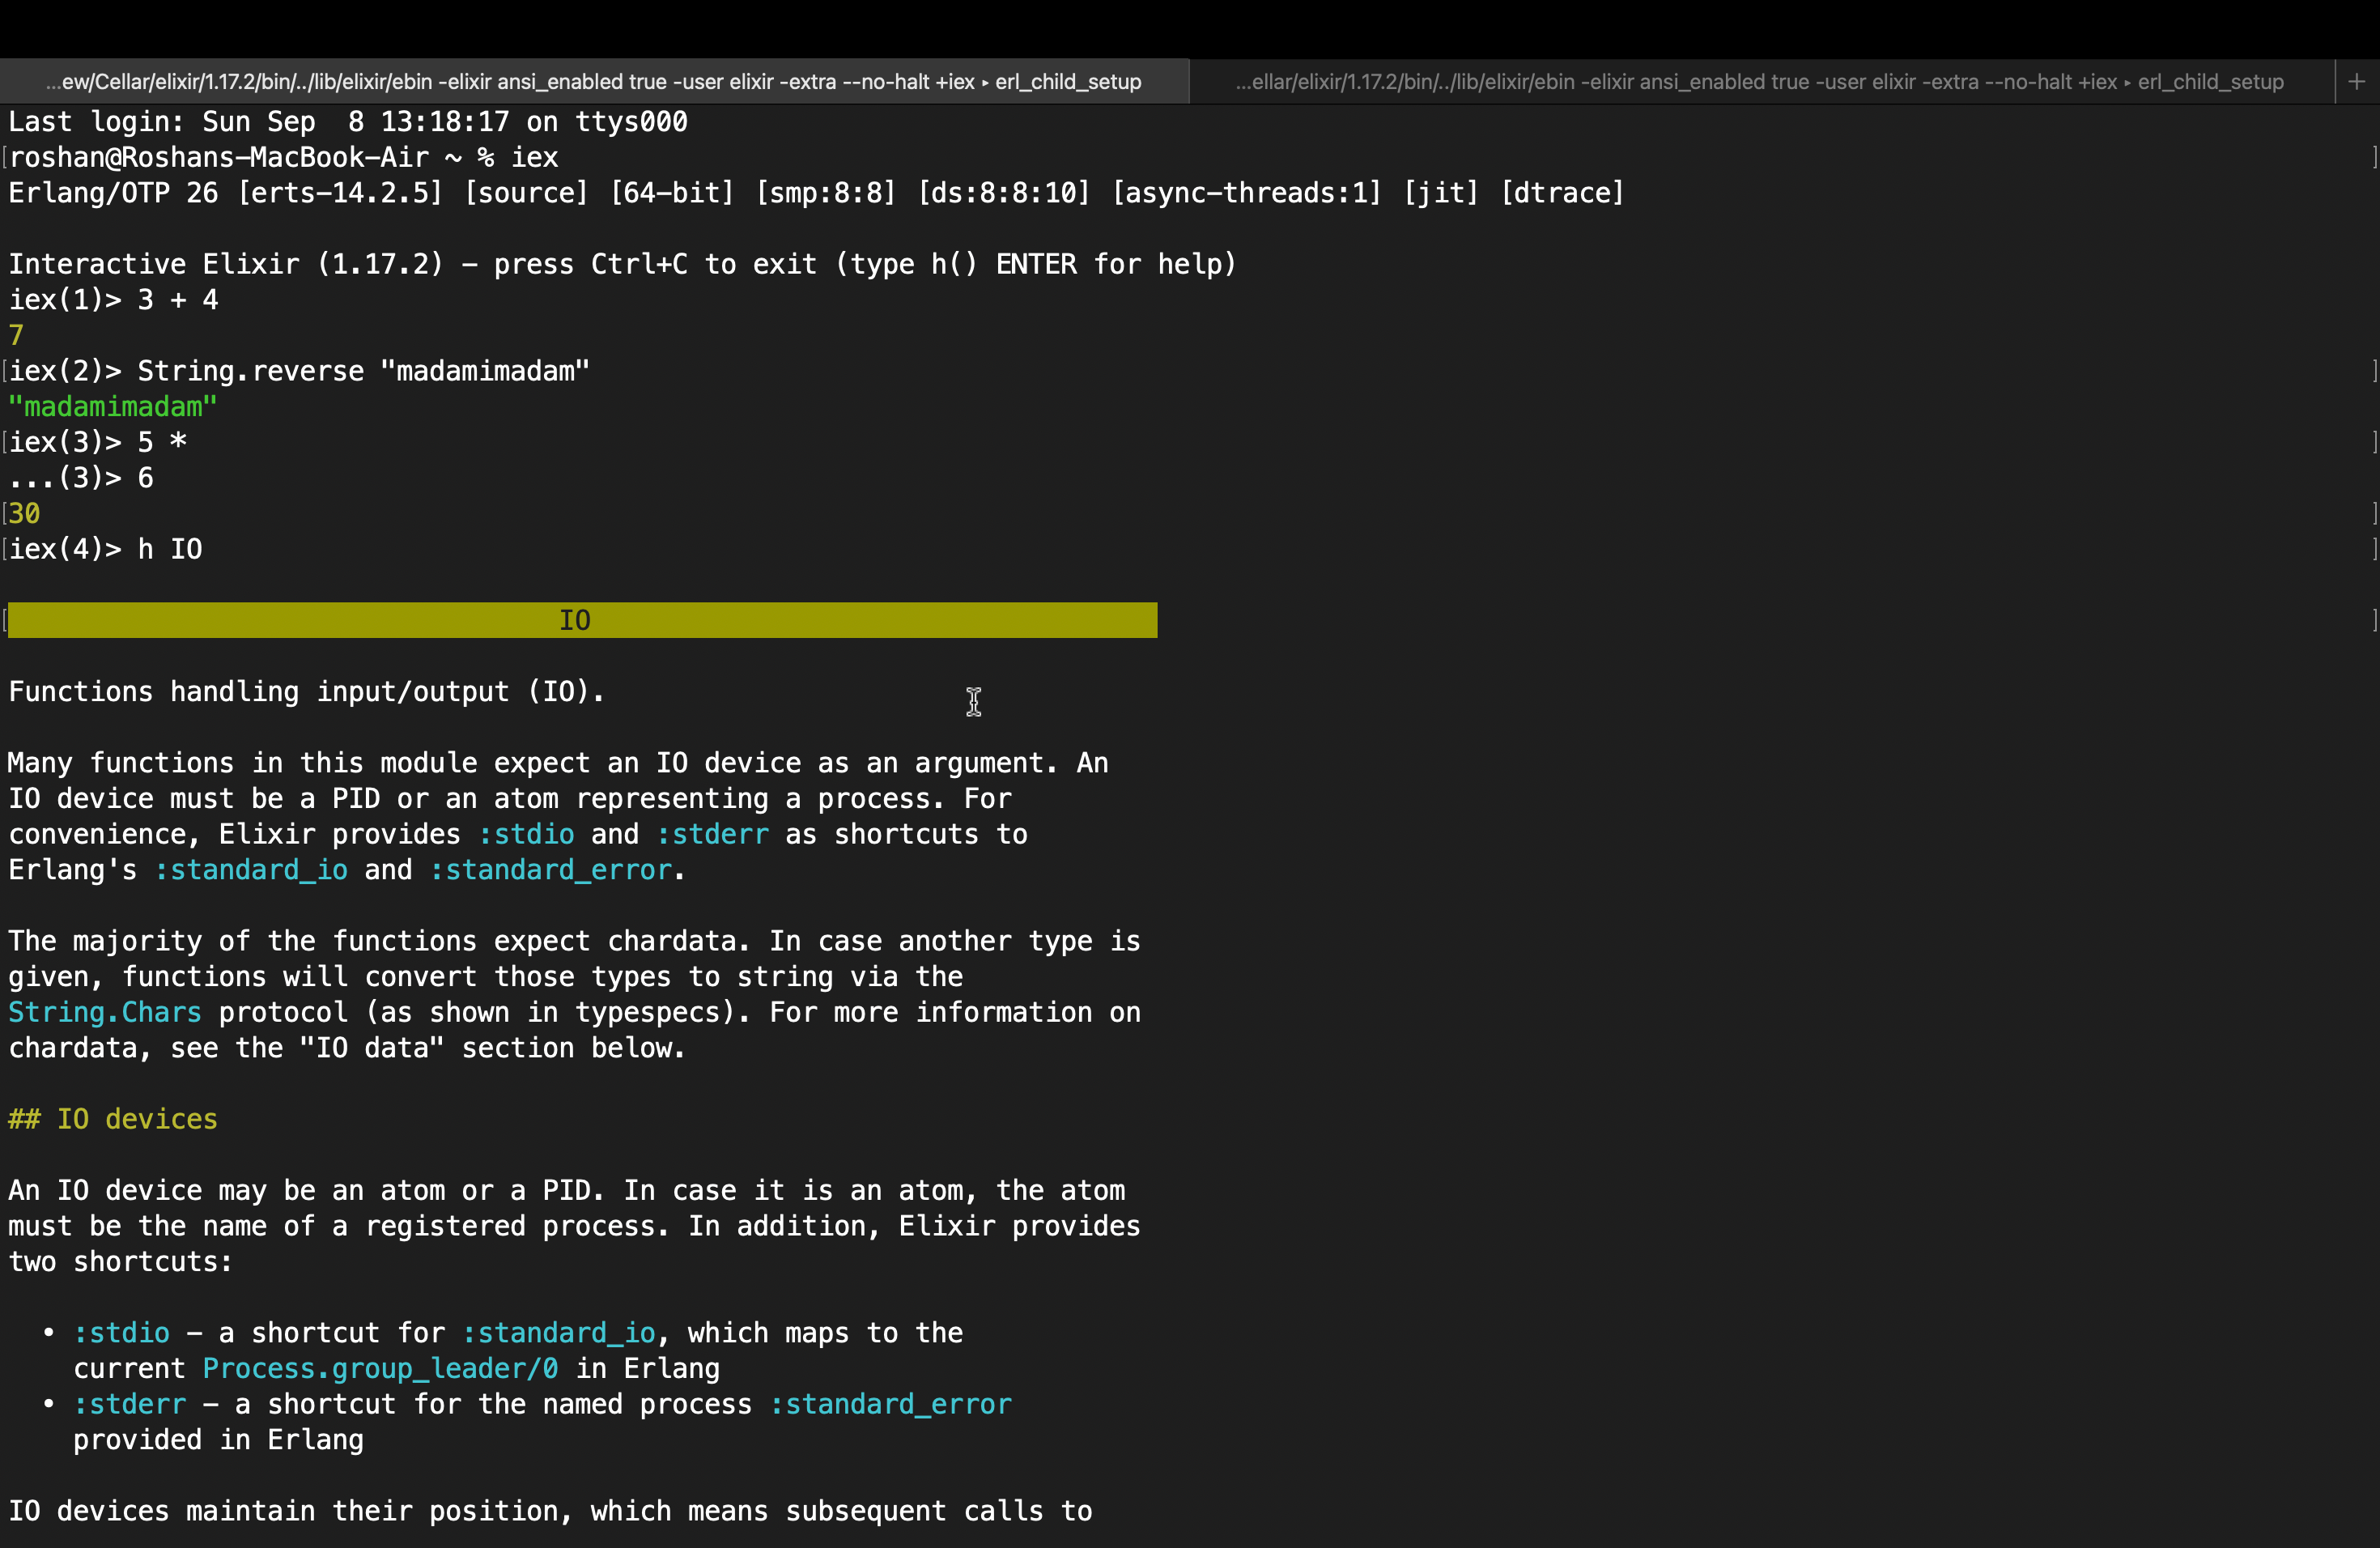 ...ew/Cellar/elixir/1.17.2/bin/../lib/elixir/ebin -elixir ansi_enabled true -user elixir -extra --no-halt +iex ▸ erl_child_setup
...ellar/elixir/1.17.2/bin/../lib/elixir/ebin -elixir ansi_enabled true -user elixir -extra --no-halt +iex ▸ erl_child_setup
+
Last login: Sun Sep  8 13:18:17 on ttys000
[roshan@Roshans-MacBook-Air ~ % iex ]
Erlang/OTP 26 [erts-14.2.5] [source] [64-bit] [smp:8:8] [ds:8:8:10] [async-threads:1] [jit] [dtrace]
Interactive Elixir (1.17.2) - press Ctrl+C to exit (type h() ENTER for help)
iex(1)> 3 + 4
7
[iex(2)> String.reverse "madamimadam" ]
"madamimadam"
[iex(3)> 5 * ]
...(3)> 6
[30 ]
[iex(4)> h IO ]
[ IO ]
Functions handling input/output (IO).
Many functions in this module expect an IO device as an argument. An
IO device must be a PID or an atom representing a process. For
convenience, Elixir provides :stdio and :stderr as shortcuts to
Erlang's :standard_io and :standard_error.
The majority of the functions expect chardata. In case another type is
given, functions will convert those types to string via the
String.Chars protocol (as shown in typespecs). For more information on
chardata, see the "IO data" section below.
## IO devices
An IO device may be an atom or a PID. In case it is an atom, the atom
must be the name of a registered process. In addition, Elixir provides
two shortcuts:
• :stdio - a shortcut for :standard_io, which maps to the
current Process.group_leader/0 in Erlang
• :stderr - a shortcut for the named process :standard_error
provided in Erlang
IO devices maintain their position, which means subsequent calls to